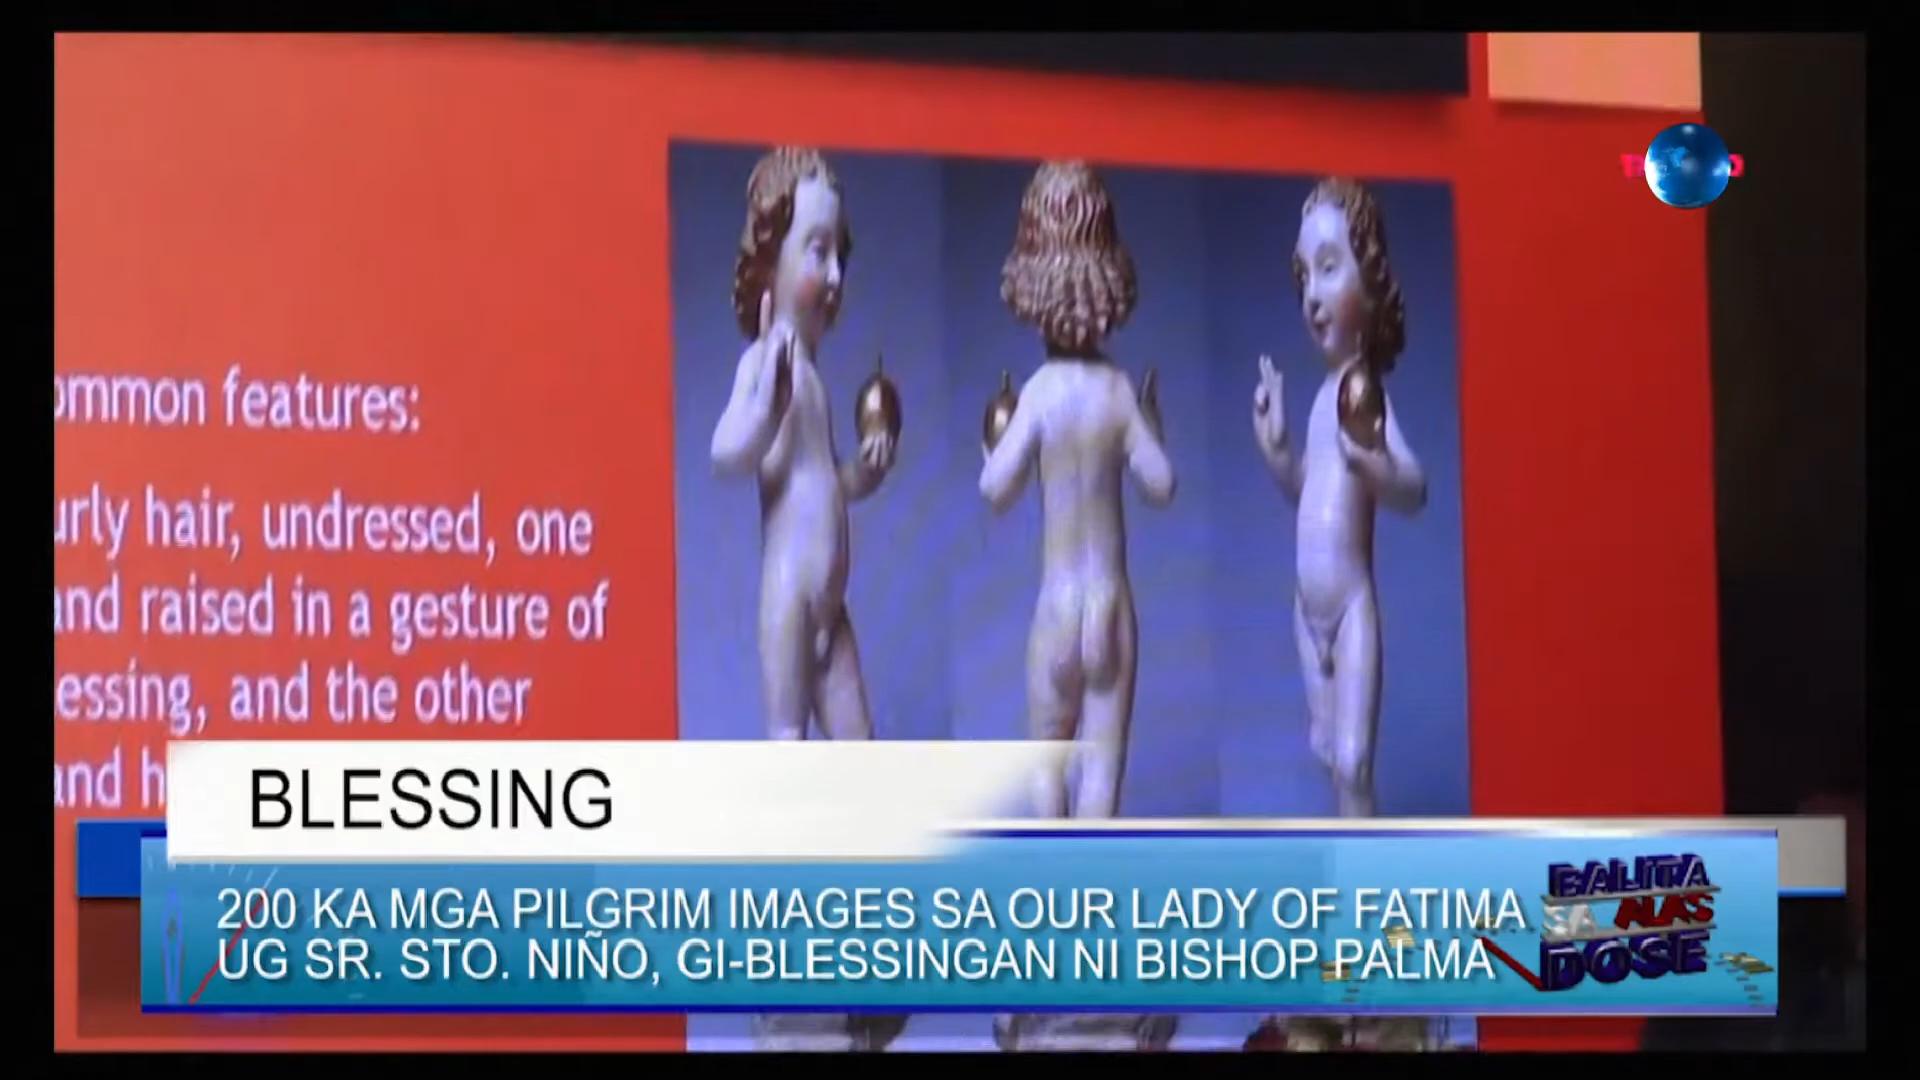 ommon features:
urly hair, undressed, one
and raised in a gesture of
essing, and the other
and h
BLESSING
200 KA MGA PILGRIM IMAGES SA OUR LADY OF FATIMA
UG SR. STO. NIÑO, GI-BLESSINGAN NI BISHOP PALMA
BALITA
SA ALAS
DOSE